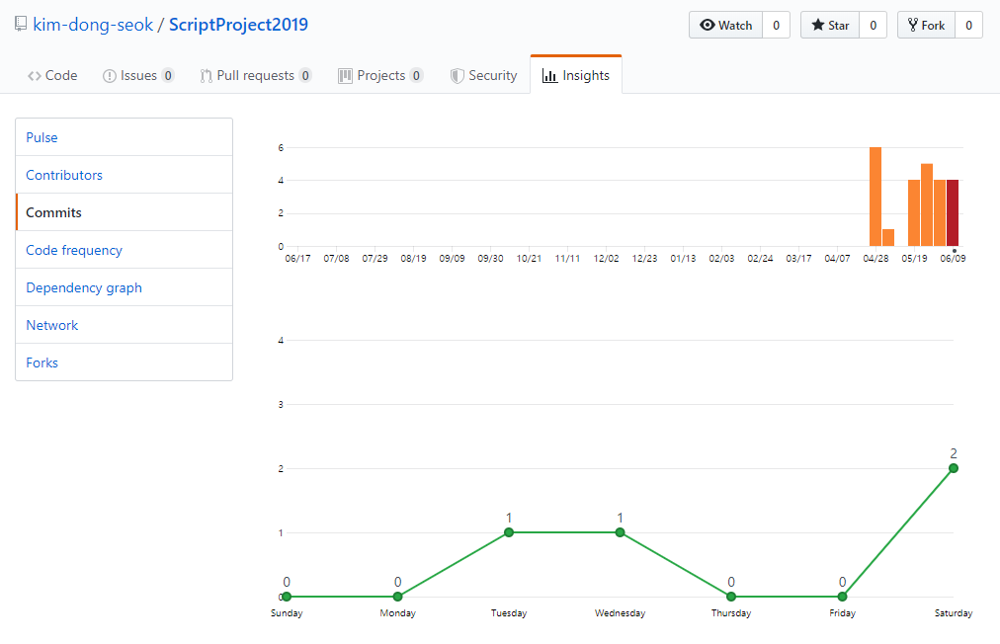 kim-dong-seok / ScriptProject2019
Watch 0 Star 0 Fork 0
Code Issues 0 Pull requests 0 Projects 0 Security Insights
Pulse
Contributors
Commits
Code frequency
Dependency graph
Network
Forks
6
4
2
0
06/17 07/08 07/29 08/19 09/09 09/30 10/21 11/11 12/02 12/23 01/13 02/03 02/24 03/17 04/07 04/28 05/19 06/09
4
3
2
1
0
0 0 1 1 0 0 2
Sunday Monday Tuesday Wednesday Thursday Friday Saturday